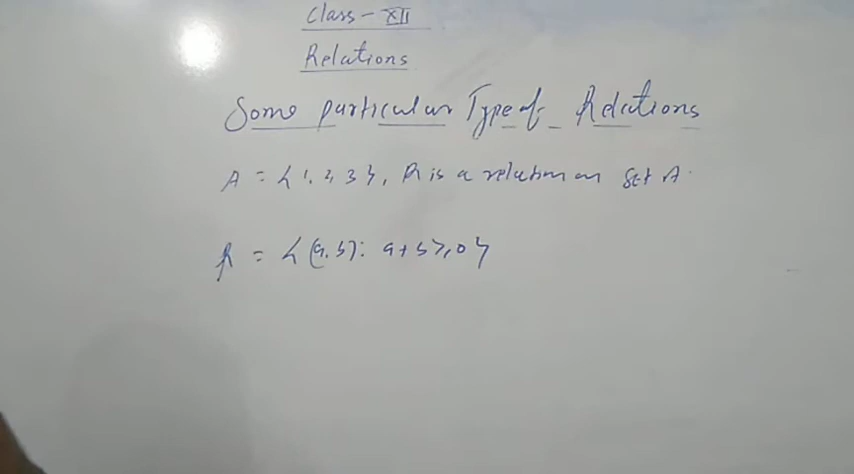 Class - XII
Relations
Some particular Type of Relations
A = { 1, 2, 3 }, R is a relation on set A.
R = { (a, b) : a + b ≥ 0 }